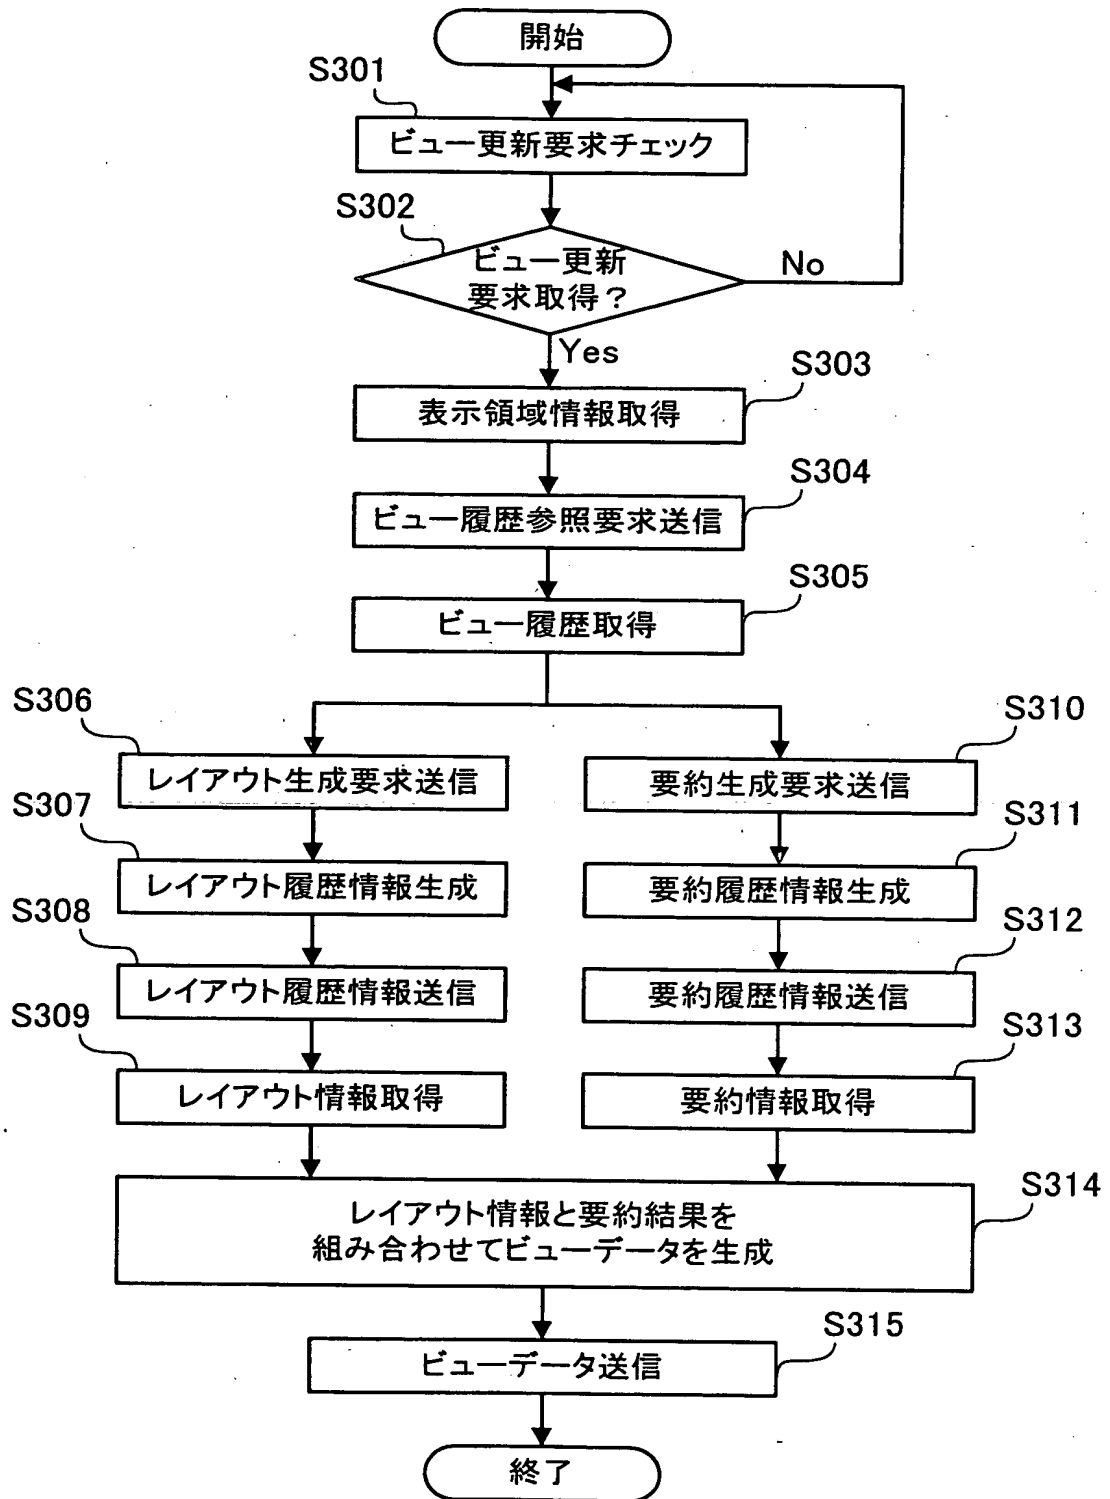 開始
S301
ビュー更新要求チェック
S302
ビュー更新
要求取得？
No
Yes
S303
表示領域情報取得
S304
ビュー履歴参照要求送信
S305
ビュー履歴取得
S306
レイアウト生成要求送信
S307
レイアウト履歴情報生成
S308
レイアウト履歴情報送信
S309
レイアウト情報取得
S310
要約生成要求送信
S311
要約履歴情報生成
S312
要約履歴情報送信
S313
要約情報取得
S314
レイアウト情報と要約結果を
組み合わせてビューデータを生成
S315
ビューデータ送信
終了